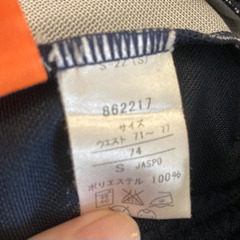 S-22 (S)
862217
サイズ
ウエスト 71～77
74
S JASPO
ポリエステル 100%